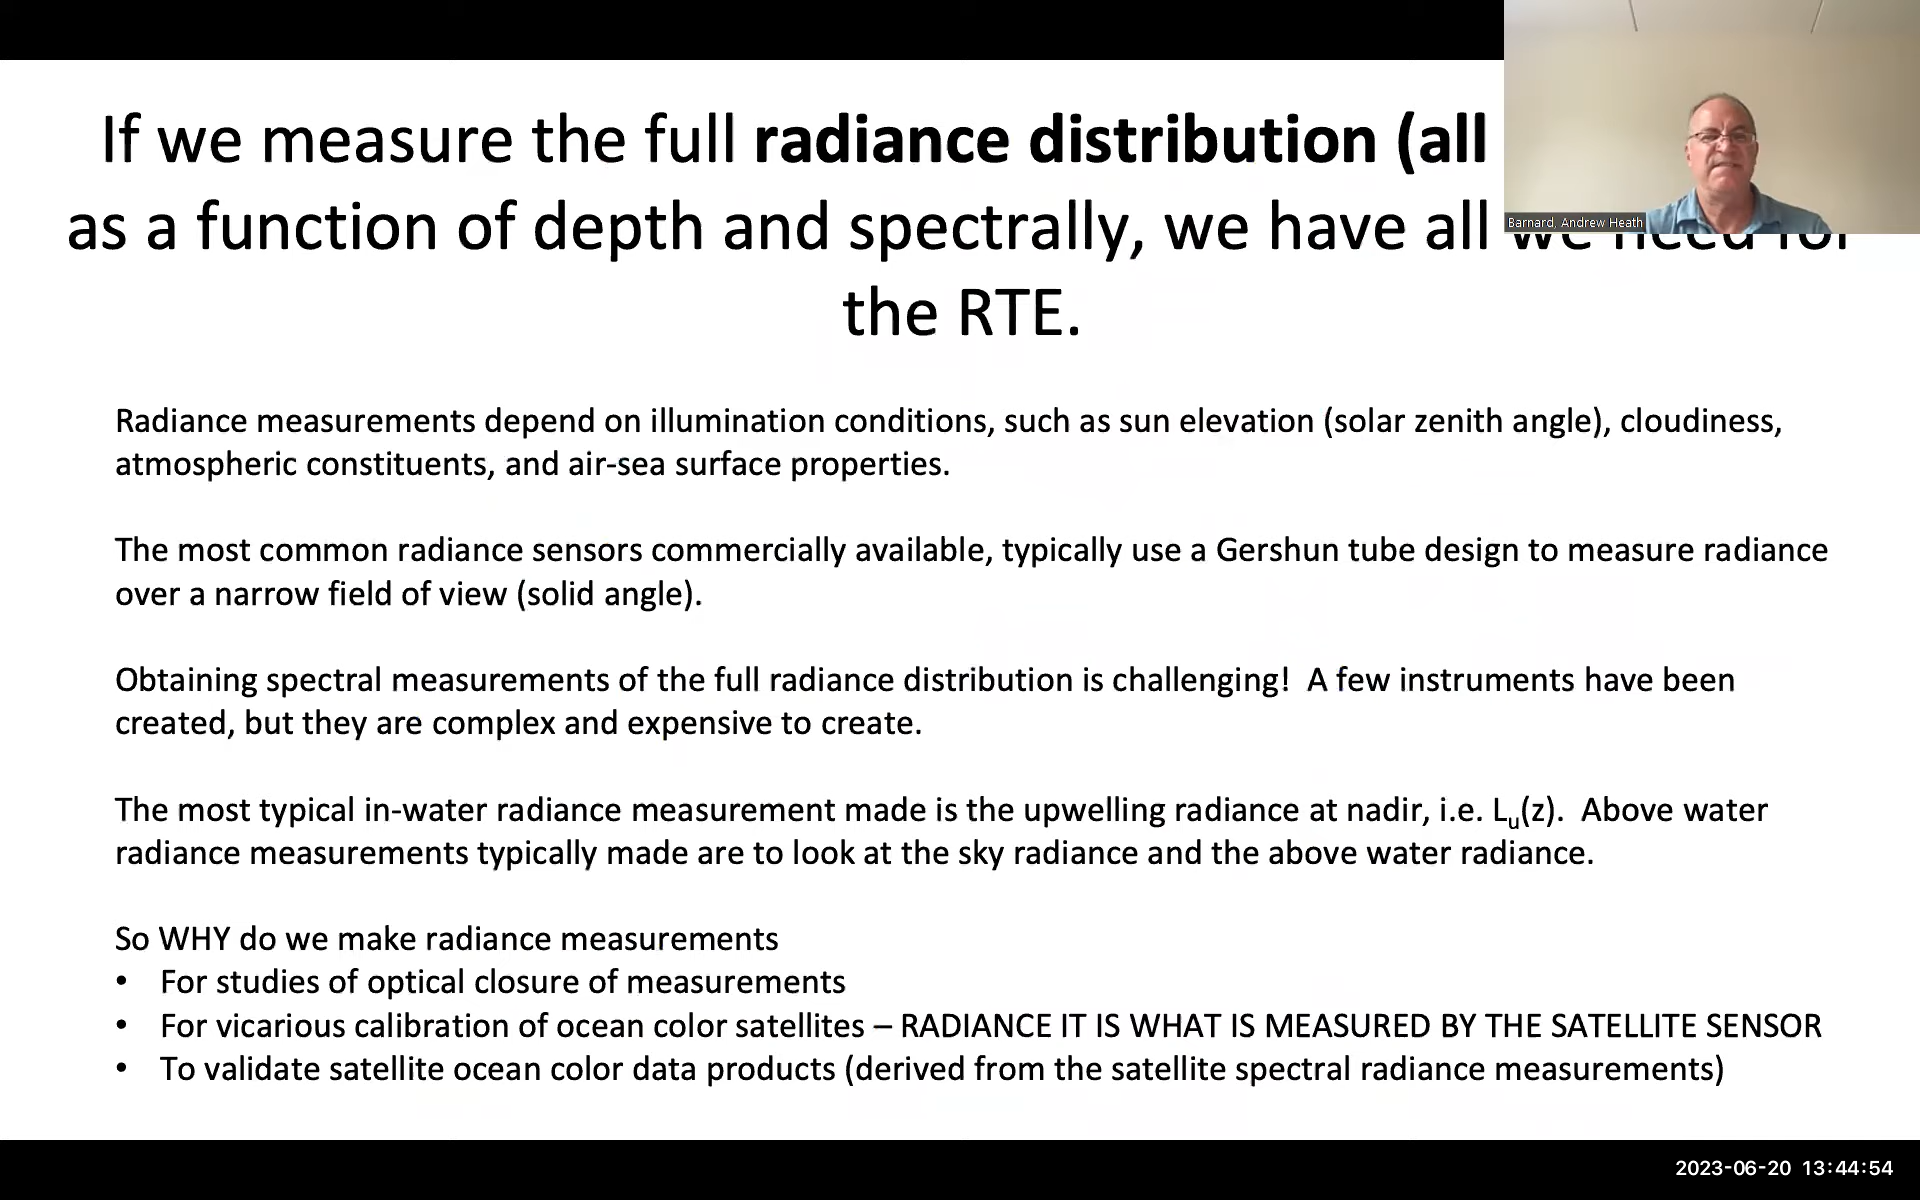 If we measure the full radiance distribution (all
as a function of depth and spectrally, we have all we need for
the RTE.
Barnard, Andrew Heath
Radiance measurements depend on illumination conditions, such as sun elevation (solar zenith angle), cloudiness,
atmospheric constituents, and air-sea surface properties.
The most common radiance sensors commercially available, typically use a Gershun tube design to measure radiance
over a narrow field of view (solid angle).
Obtaining spectral measurements of the full radiance distribution is challenging! A few instruments have been
created, but they are complex and expensive to create.
The most typical in-water radiance measurement made is the upwelling radiance at nadir, i.e. Lu(z). Above water
radiance measurements typically made are to look at the sky radiance and the above water radiance.
So WHY do we make radiance measurements
• For studies of optical closure of measurements
• For vicarious calibration of ocean color satellites – RADIANCE IT IS WHAT IS MEASURED BY THE SATELLITE SENSOR
• To validate satellite ocean color data products (derived from the satellite spectral radiance measurements)
2023-06-20 13:44:54